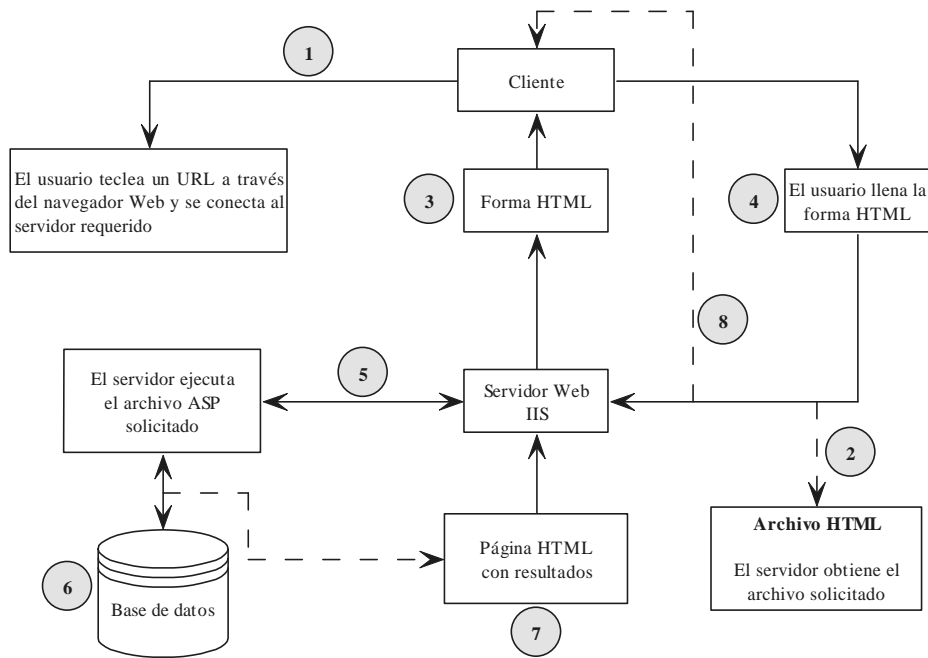 1
Cliente
El usuario teclea un URL a través
del navegador Web y se conecta al
servidor requerido
3
Forma HTML
4
El usuario llena la
forma HTML
8
5
El servidor ejecuta
el archivo ASP
solicitado
Servidor Web
IIS
2
Archivo HTML
El servidor obtiene el
archivo solicitado
6
Base de datos
Página HTML
con resultados
7